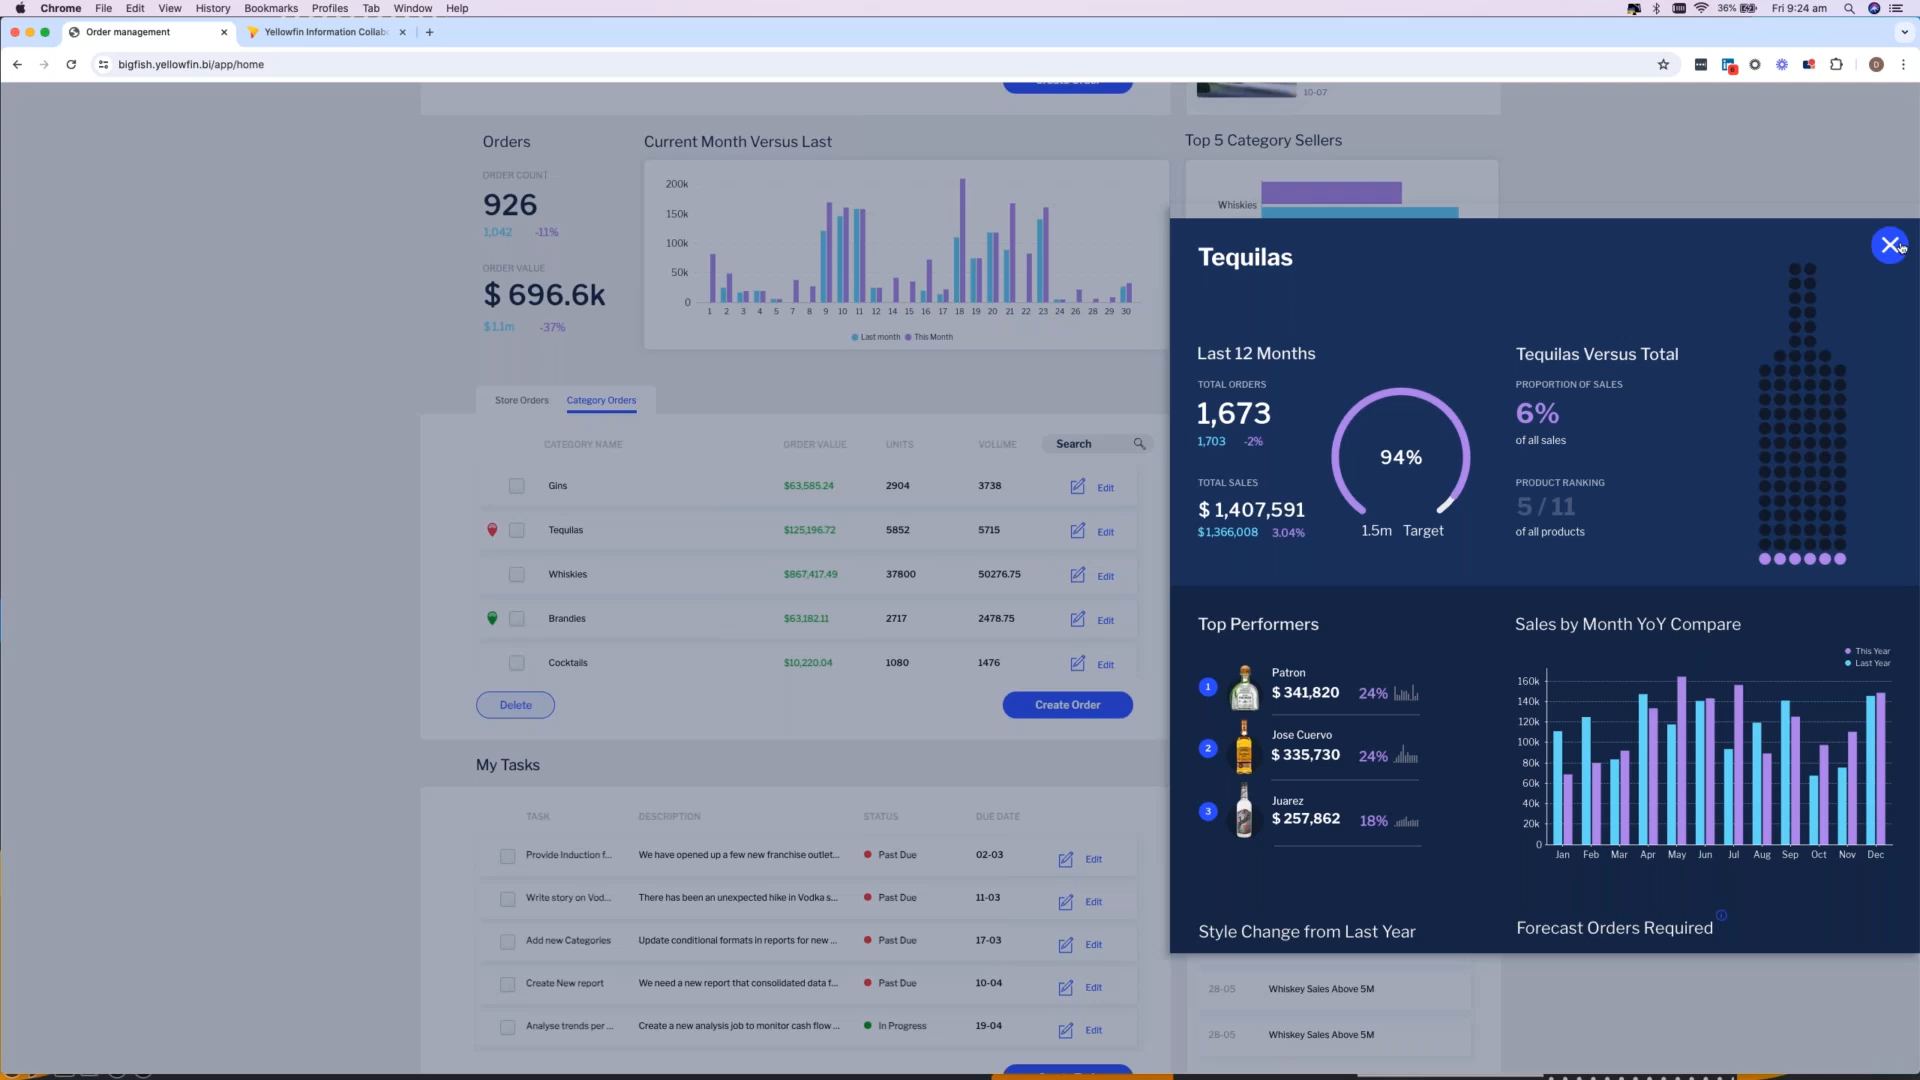 Chrome File Edit View History Bookmarks Profiles Tab Window Help
36% Fri 9:24 am
Order management
Yellowfin Information Collab
bigfish.yellowfin.bi/app/home
D
10-07
Orders
ORDER COUNT
926
1,042 -11%
ORDER VALUE
$ 696.6k
$1.1m -37%
Current Month Versus Last
200k
150k
100k
50k
0
1 2 3 4 5 7 8 9 10 11 12 14 15 16 17 18 19 20 21 22 23 24 26 28 29 30
Last month This Month
Top 5 Category Sellers
Whiskies
Store Orders Category Orders
CATEGORY NAME ORDER VALUE UNITS VOLUME Search
Gins $63,585.24 2904 3738 Edit
Tequilas $125,196.72 5852 5715 Edit
Whiskies $867,417.49 37800 50276.75 Edit
Brandies $63,182.11 2717 2478.75 Edit
Cocktails $10,220.04 1080 1476 Edit
Delete Create Order
My Tasks
TASK DESCRIPTION STATUS DUE DATE
Provide Induction f... We have opened up a few new franchise outlet... Past Due 02-03 Edit
Write story on Vod... There has been an unexpected hike in Vodka s... Past Due 11-03 Edit
Add new Categories Update conditional formats in reports for new ... Past Due 17-03 Edit
Create New report We need a new report that consolidated data f... Past Due 10-04 Edit
Analyse trends per ... Create a new analysis job to monitor cash flow ... In Progress 19-04 Edit
Tequilas
Last 12 Months
TOTAL ORDERS
1,673
1,703 -2%
TOTAL SALES
$ 1,407,591
$1,366,008 3.04%
94%
1.5m Target
Tequilas Versus Total
PROPORTION OF SALES
6%
of all sales
PRODUCT RANKING
5 / 11
of all products
Top Performers
1 Patron
$ 341,820 24%
2 Jose Cuervo
$ 335,730 24%
3 Juarez
$ 257,862 18%
Sales by Month YoY Compare
This Year
Last Year
160k
140k
120k
100k
80k
60k
40k
20k
0
Jan Feb Mar Apr May Jun Jul Aug Sep Oct Nov Dec
Style Change from Last Year
Forecast Orders Required
28-05 Whiskey Sales Above 5M
28-05 Whiskey Sales Above 5M